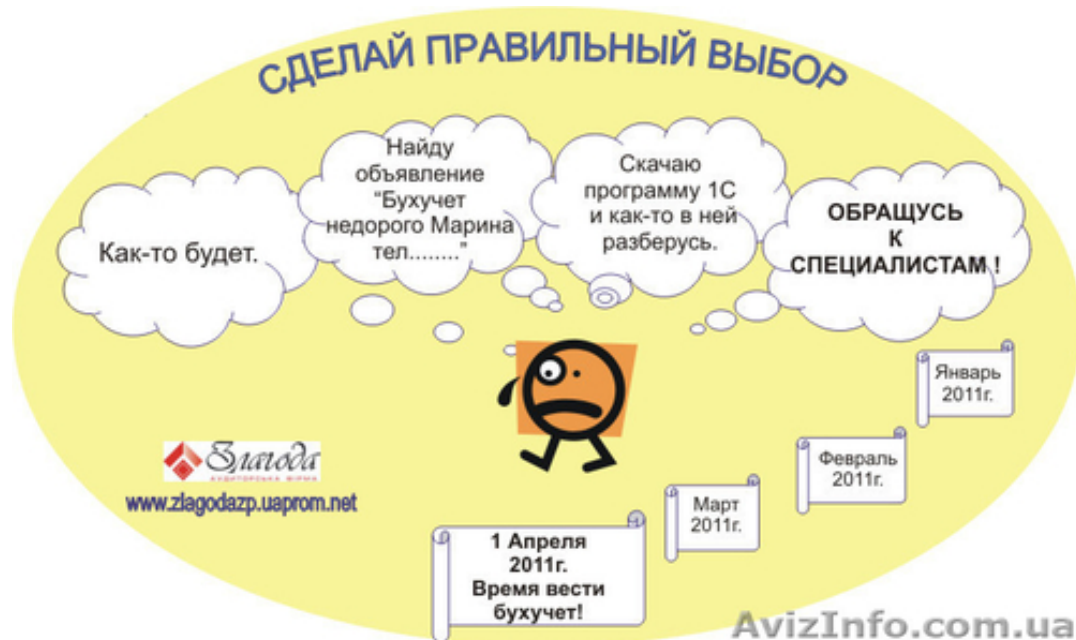 СДЕЛАЙ ПРАВИЛЬНЫЙ ВЫБОР
Как-то будет.
Найду
объявление
“Бухучет
недорого Марина
тел........”
Скачаю
программу 1С
и как-то в ней
разберусь.
ОБРАЩУСЬ
К
СПЕЦИАЛИСТАМ !
Январь
2011г.
Февраль
2011г.
Март
2011г.
1 Апреля
2011г.
Время вести
бухучет!
Злагода
АУДИТОРСЬКА ФІРМА
www.zlagodazp.uaprom.net
AvizInfo.com.ua